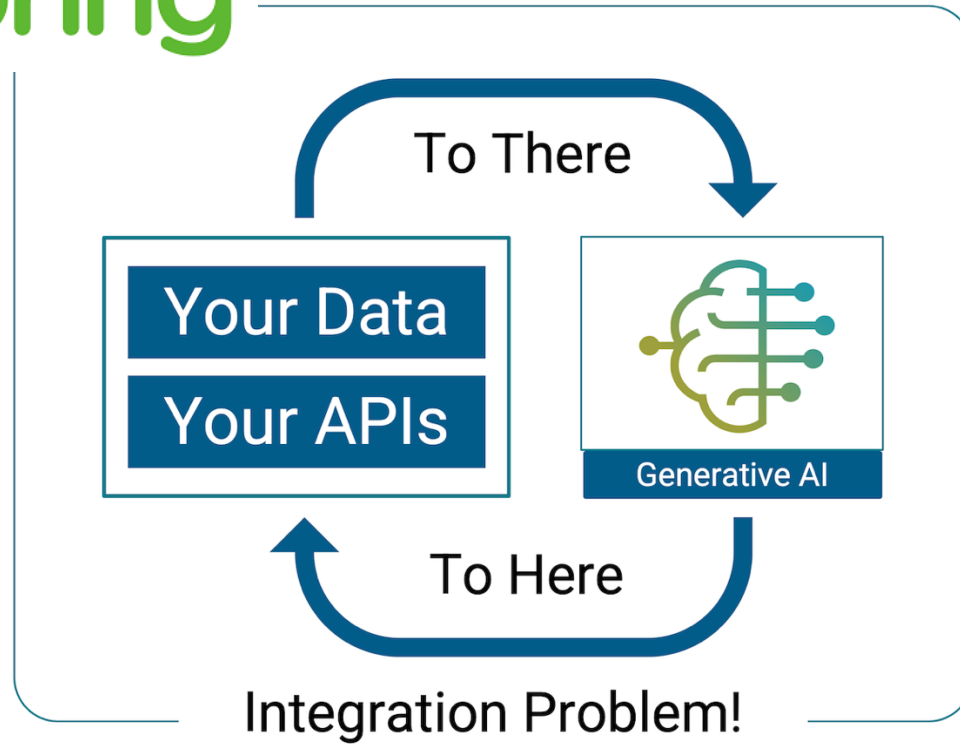 To There
Your Data
Your APIs
Generative AI
To Here
Integration Problem!